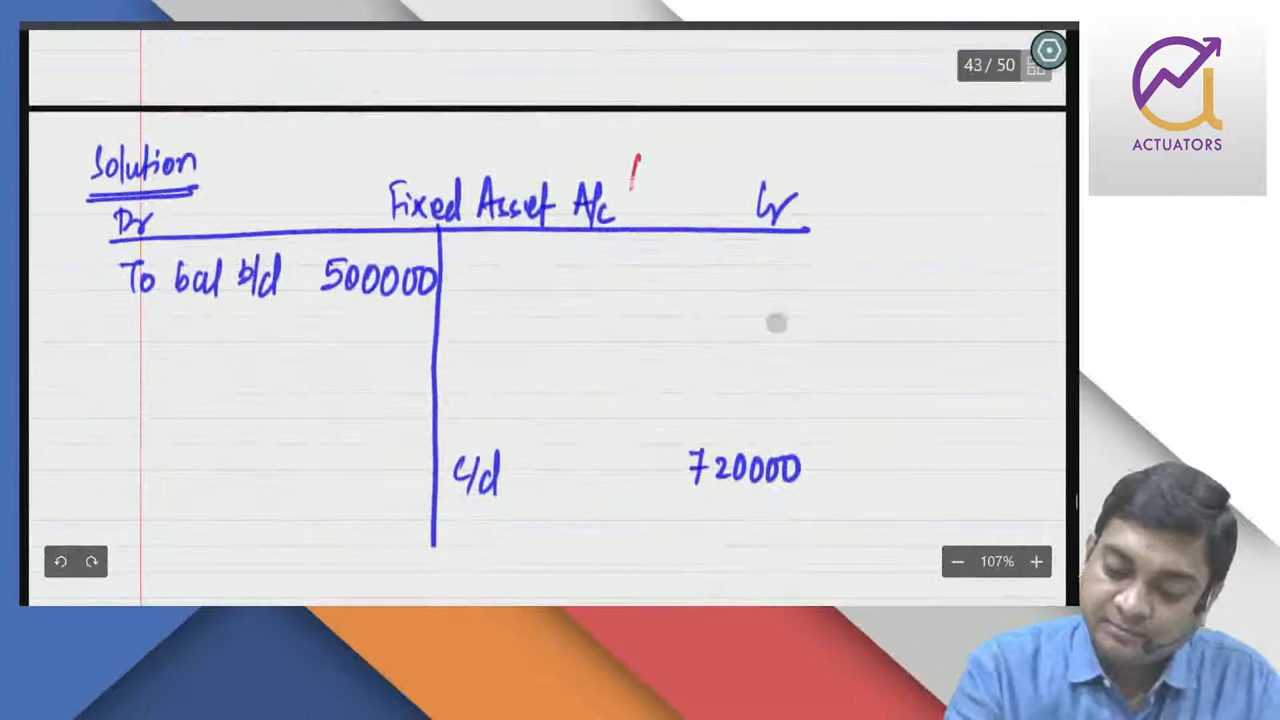 43 / 50
ACTUATORS
Solution
Dr Fixed Asset A/c Cr
To bal b/d 500000
c/d 720000
107%